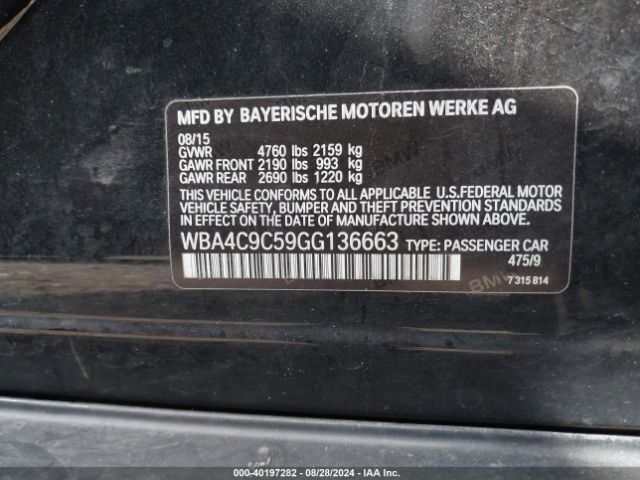 MFD BY BAYERISCHE MOTOREN WERKE AG
08/15
GVWR 4760 lbs 2159 kg
GAWR FRONT 2190 lbs 993 kg
GAWR REAR 2690 lbs 1220 kg
THIS VEHICLE CONFORMS TO ALL APPLICABLE U.S.FEDERAL MOTOR
VEHICLE SAFETY, BUMPER AND THEFT PREVENTION STANDARDS
IN EFFECT ON THE DATE OF MANUFACTURE SHOWN ABOVE.
WBA4C9C59GG136663 TYPE: PASSENGER CAR
475/9
7 315 814
BMW
BMW
BMW
000-40197282 - 08/28/2024 - IAA Inc.